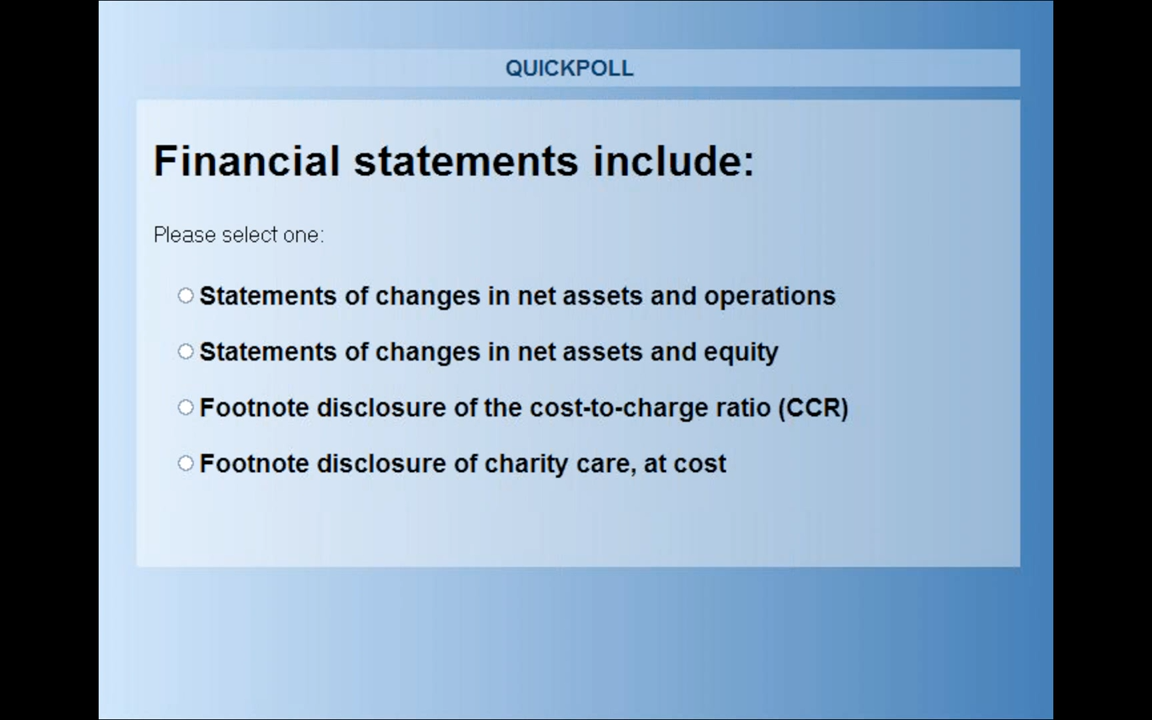 QUICKPOLL
Financial statements include:
Please select one:
Statements of changes in net assets and operations
Statements of changes in net assets and equity
Footnote disclosure of the cost-to-charge ratio (CCR)
Footnote disclosure of charity care, at cost